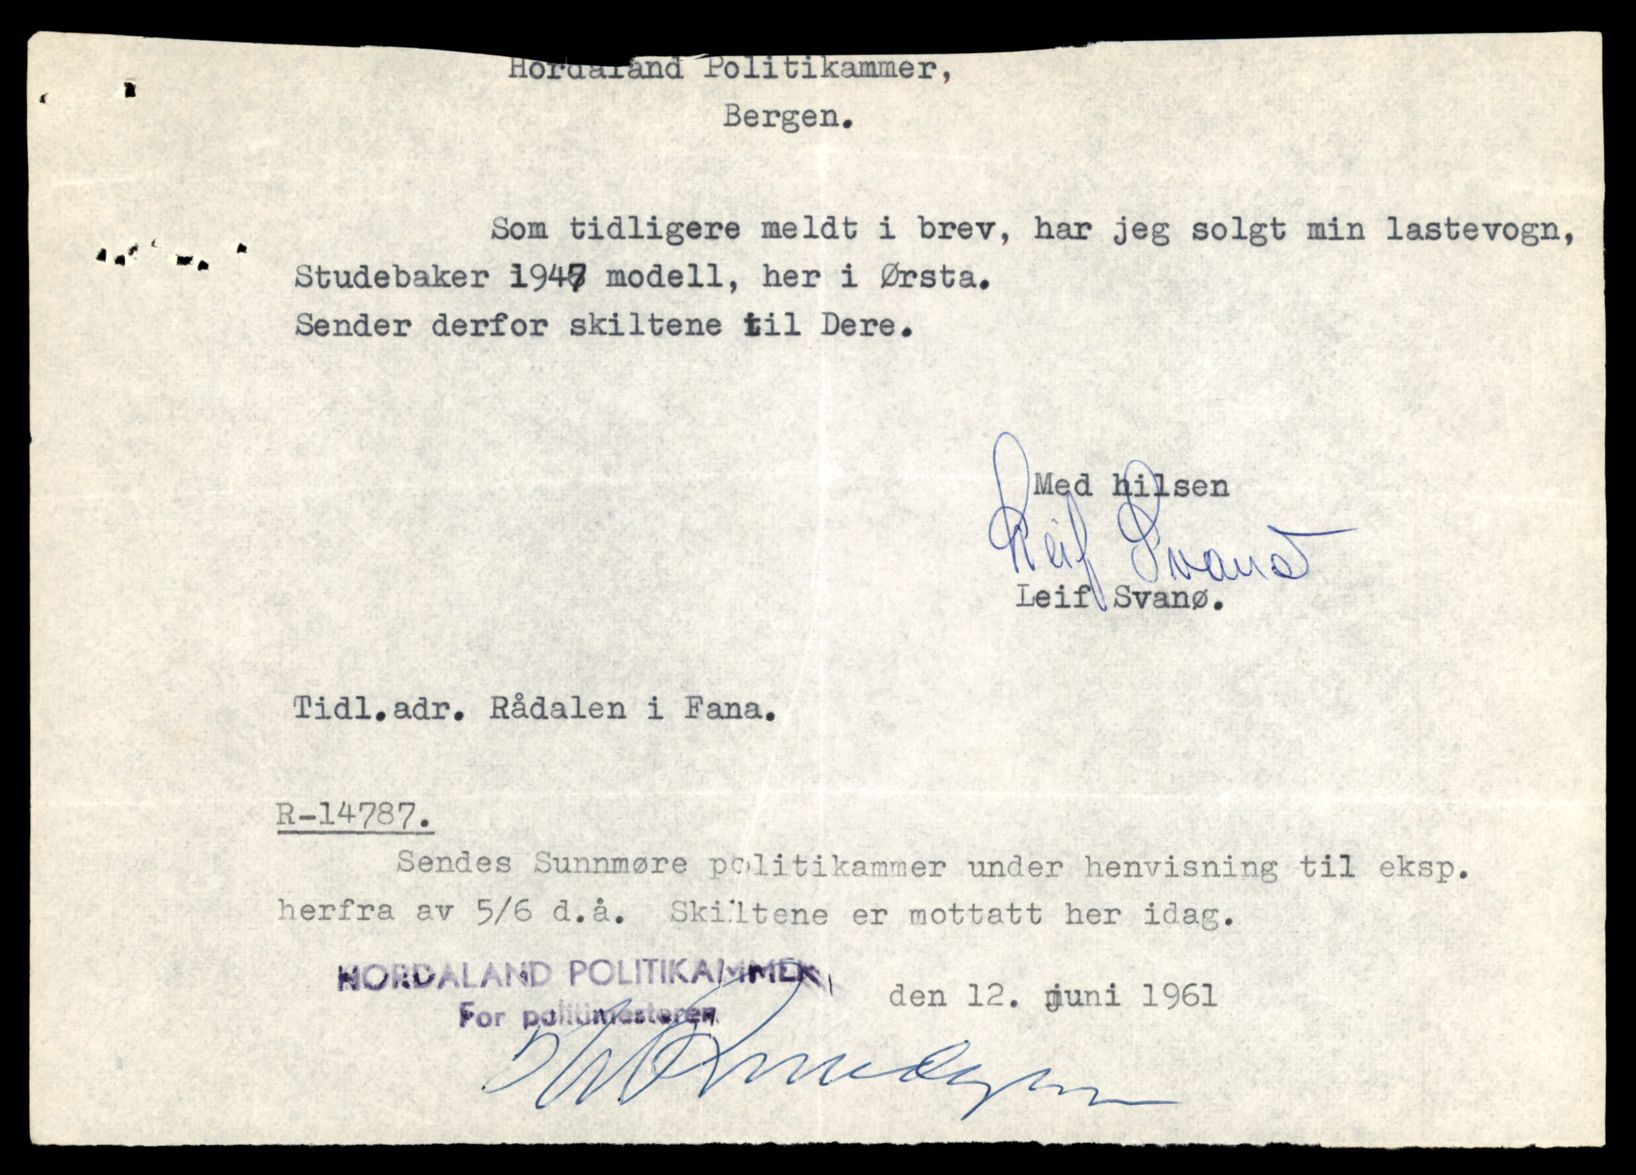 Hordaland Politikammer,
Bergen.
Som tidligere meldt i brev, har jeg solgt min lastevogn,
Studebaker 1947 modell, her i Ørsta.
Sender derfor skiltene til Dere.
Med hilsen
Leif Svanø
Leif Svanø.
Tidl.adr. Rådalen i Fana.
R-14787.
Sendes Sunnmøre politikammer under henvisning til eksp.
herfra av 5/6 d.å. Skiltene er mottatt her idag.
HORDALAND POLITIKAMMER,
den 12. juni 1961
For politimesteren